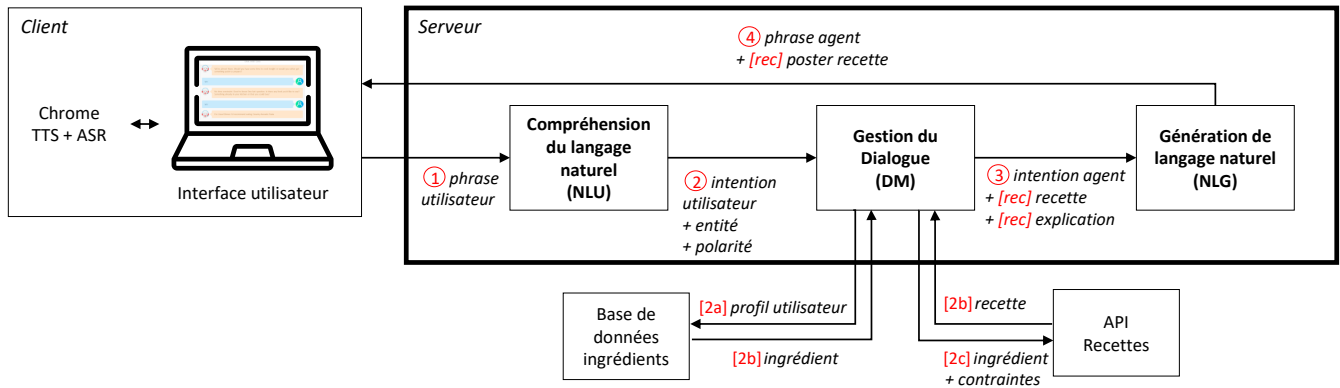 Client
Chrome
TTS + ASR
Interface utilisateur
Serveur
4 phrase agent
+ [rec] poster recette
1 phrase
utilisateur
Compréhension
du langage
naturel
(NLU)
2 intention
utilisateur
+ entité
+ polarité
Gestion du
Dialogue
(DM)
3 intention agent
+ [rec] recette
+ [rec] explication
Génération de
langage naturel
(NLG)
Base de
données
ingrédients
[2a] profil utilisateur
[2b] ingrédient
[2b] recette
[2c] ingrédient
+ contraintes
API
Recettes